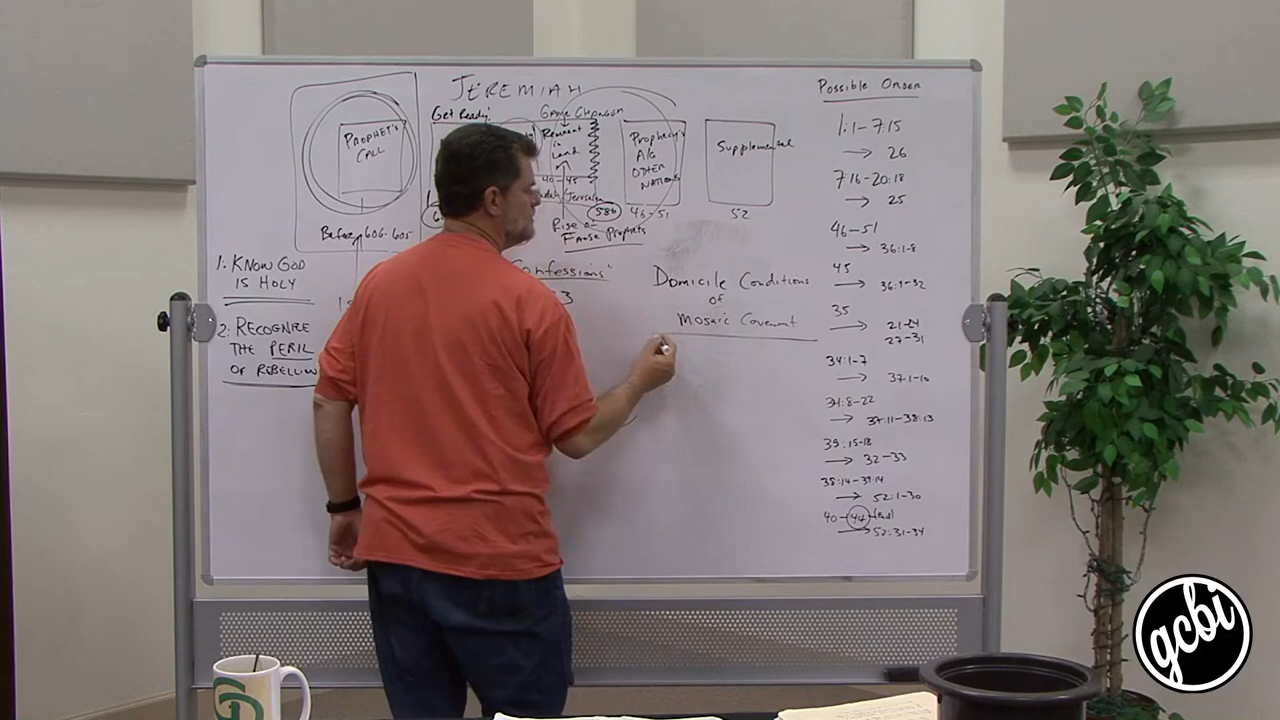 JEREMIAH
Get Ready!
Game Changer
PROPHET'S
CALL
Before 606-605
Remnant
in
Land
40-45
Judah/Jerusalem
586
Rise of
False Prophets
Prophecy's
A/G
OTHER
NATIONS
46-51
Supplemental
52
1. KNOW GOD
IS HOLY
2. RECOGNIZE
THE PERIL
OF REBELLION
Confessions"
3
Domicile Conditions
of
Mosaic Covenant
Possible Order
1:1-7:15
→ 26
7:16-20:18
→ 25
46-51
→ 36:1-8
45
→ 36:9-32
35
→ 21-24
27-31
34:1-7
→ 37:1-10
34:8-22
→ 37:11-38:13
39:15-18
→ 32-33
38:14-39:14
→ 52:1-30
40-44 (End)
→ 52:31-34
gcbi